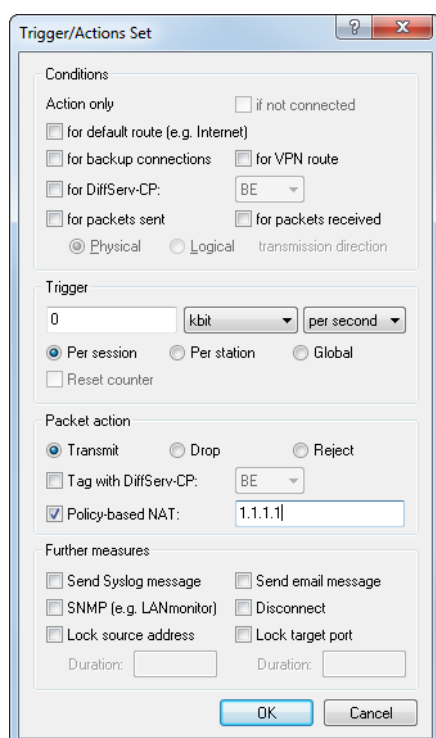 Trigger/Actions Set
?
Conditions
Action only if not connected
for default route (e.g. Internet)
for backup connections for VPN route
for DiffServ-CP: BE
for packets sent for packets received
Physical Logical transmission direction
Trigger
0 kbit per second
Per session Per station Global
Reset counter
Packet action
Transmit Drop Reject
Tag with DiffServ-CP: BE
Policy-based NAT: 1.1.1.1
Further measures
Send Syslog message Send email message
SNMP (e.g. LANmonitor) Disconnect
Lock source address Lock target port
Duration: Duration:
OK Cancel